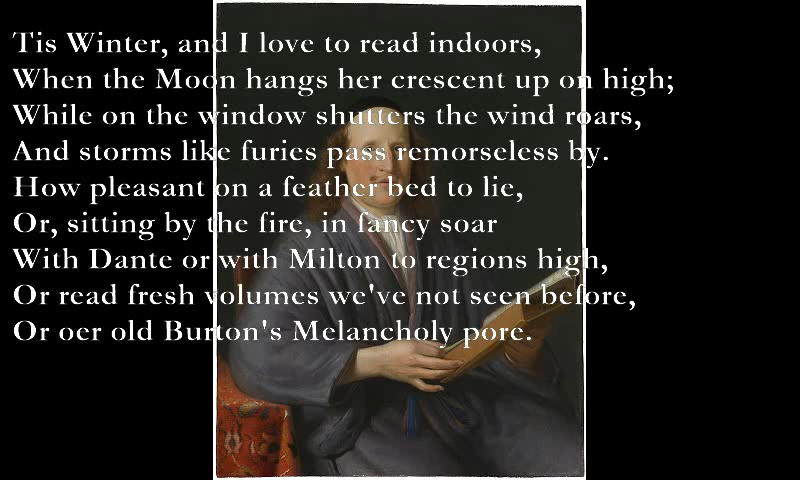 Tis Winter, and I love to read indoors,
When the Moon hangs her crescent up on high;
While on the window shutters the wind roars,
And storms like furies pass remorseless by.
How pleasant on a feather bed to lie,
Or, sitting by the fire, in fancy soar
With Dante or with Milton to regions high,
Or read fresh volumes we've not seen before,
Or oer old Burton's Melancholy pore.